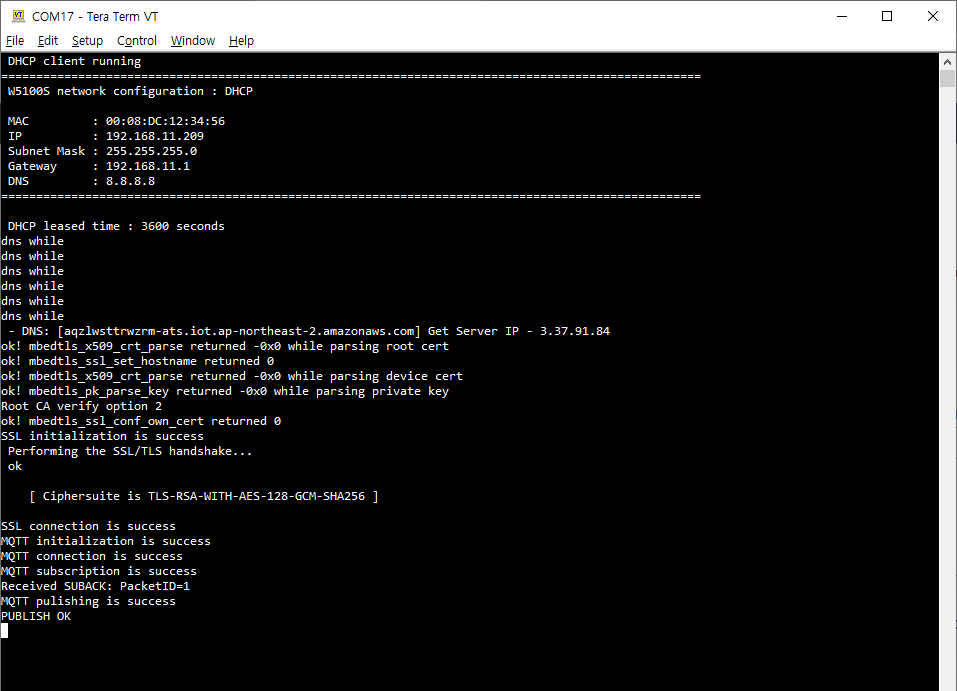 COM17 - Tera Term VT
File Edit Setup Control Window Help
DHCP client running
====================================================================================================
W5100S network configuration : DHCP
MAC         : 00:08:DC:12:34:56
IP          : 192.168.11.209
Subnet Mask : 255.255.255.0
Gateway     : 192.168.11.1
DNS         : 8.8.8.8
====================================================================================================
DHCP leased time : 3600 seconds
dns while
dns while
dns while
dns while
dns while
dns while
- DNS: [aqzlwsttrwzrm-ats.iot.ap-northeast-2.amazonaws.com] Get Server IP - 3.37.91.84
ok! mbedtls_x509_crt_parse returned -0x0 while parsing root cert
ok! mbedtls_ssl_set_hostname returned 0
ok! mbedtls_x509_crt_parse returned -0x0 while parsing device cert
ok! mbedtls_pk_parse_key returned -0x0 while parsing private key
Root CA verify option 2
ok! mbedtls_ssl_conf_own_cert returned 0
SSL initialization is success
Performing the SSL/TLS handshake...
ok
[ Ciphersuite is TLS-RSA-WITH-AES-128-GCM-SHA256 ]
SSL connection is success
MQTT initialization is success
MQTT connection is success
MQTT subscription is success
Received SUBACK: PacketID=1
MQTT pulishing is success
PUBLISH OK